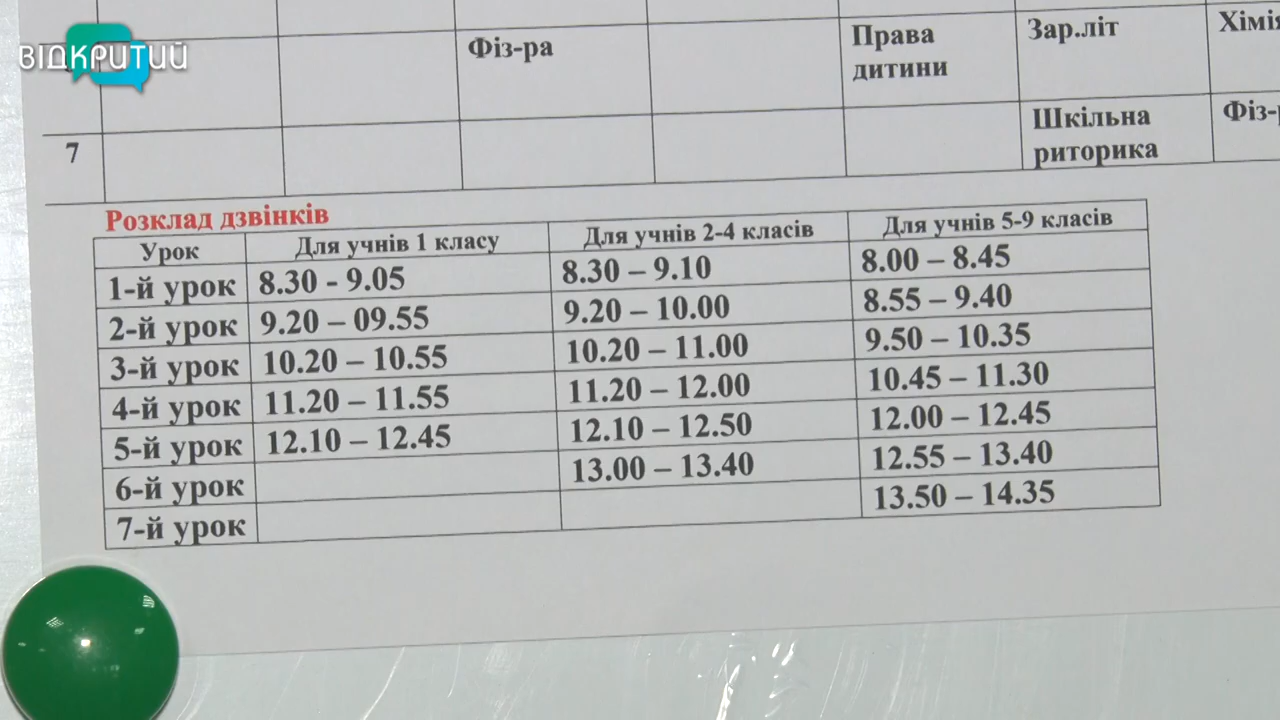 ВІДКРИТИЙ
Фіз-ра
Права
дитини
Зар.літ
Хімія
7
Шкільна
риторика
Розклад дзвінків
Урок Для учнів 1 класу Для учнів 2-4 класів Для учнів 5-9 класів
1-й урок 8.30 - 9.05 8.30 – 9.10 8.00 – 8.45
2-й урок 9.20 – 09.55 9.20 – 10.00 8.55 – 9.40
3-й урок 10.20 – 10.55 10.20 – 11.00 9.50 – 10.35
4-й урок 11.20 – 11.55 11.20 – 12.00 10.45 – 11.30
5-й урок 12.10 – 12.45 12.10 – 12.50 12.00 – 12.45
6-й урок 13.00 – 13.40 12.55 – 13.40
7-й урок 13.50 – 14.35